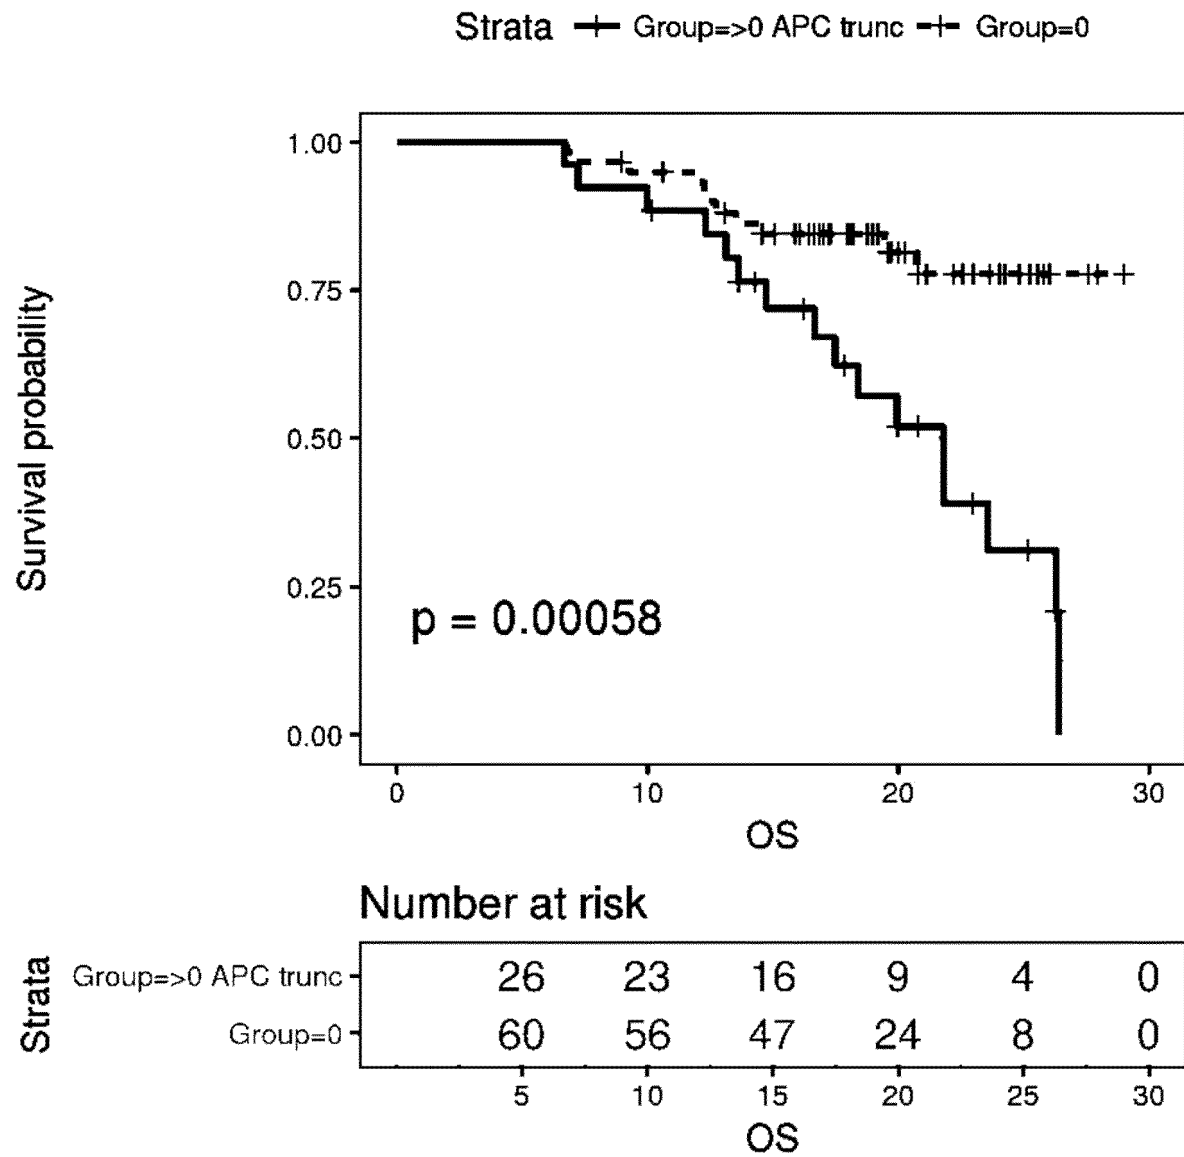 Strata Group=>0 APC trunc Group=0
Survival probability
1.00
0.75
0.50
0.25
0.00
p = 0.00058
0 10 20 30
OS
Number at risk
Strata
Group=>0 APC trunc 26 23 16 9 4 0
Group=0 60 56 47 24 8 0
5 10 15 20 25 30
OS